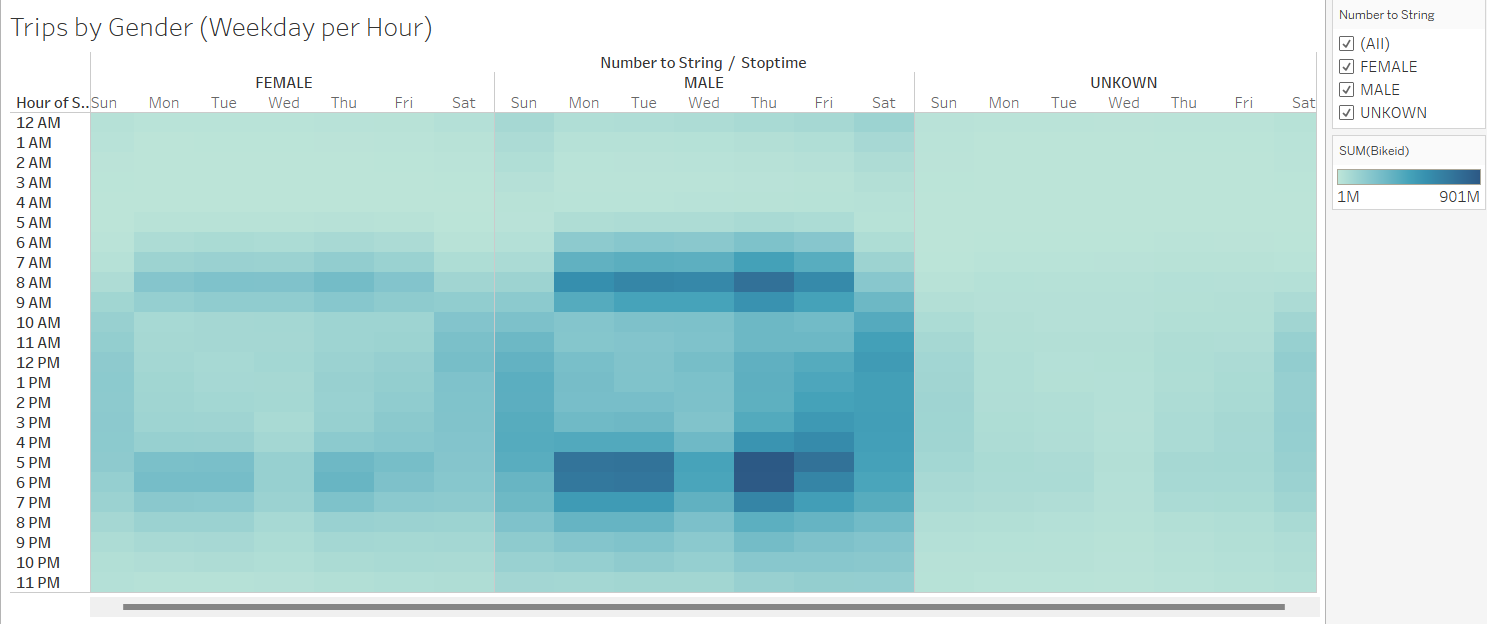 Trips by Gender (Weekday per Hour)
Number to String / Stoptime
FEMALE MALE UNKOWN
Hour of S.. Sun Mon Tue Wed Thu Fri Sat Sun Mon Tue Wed Thu Fri Sat Sun Mon Tue Wed Thu Fri Sat
12 AM
1 AM
2 AM
3 AM
4 AM
5 AM
6 AM
7 AM
8 AM
9 AM
10 AM
11 AM
12 PM
1 PM
2 PM
3 PM
4 PM
5 PM
6 PM
7 PM
8 PM
9 PM
10 PM
11 PM
Number to String
(All)
FEMALE
MALE
UNKOWN
SUM(Bikeid)
1M 901M